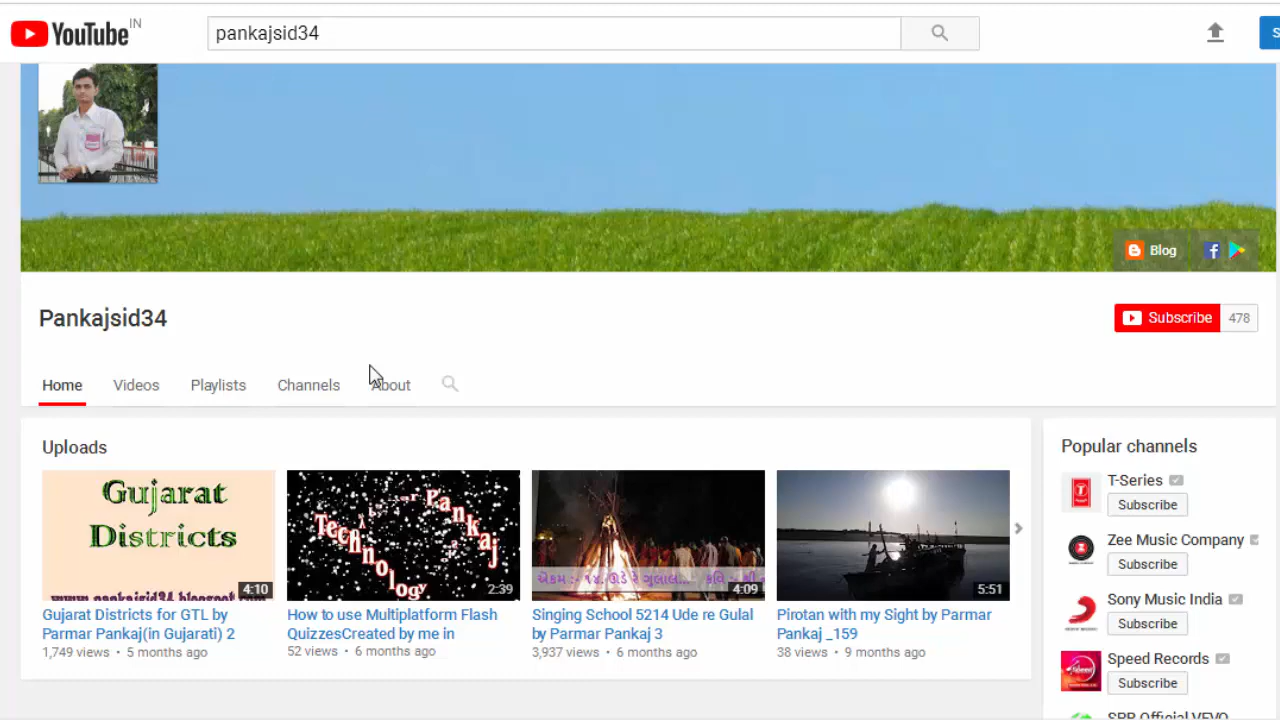 YouTube IN
pankajsid34
Blog
Pankajsid34
Subscribe 478
Home Videos Playlists Channels About
Uploads
Gujarat
Districts
4:10
Gujarat Districts for GTL by
Parmar Pankaj(in Gujarati) 2
1,749 views • 5 months ago
Pankaj
Technology
2:39
How to use Multiplatform Flash
QuizzesCreated by me in
52 views • 6 months ago
એકમ :- ૧૪. ઊડે રે ગુલાલ... કવિ :- શ્રી
4:09
Singing School 5214 Ude re Gulal
by Parmar Pankaj 3
3,937 views • 6 months ago
5:51
Pirotan with my Sight by Parmar
Pankaj _159
38 views • 9 months ago
Popular channels
T-Series
Subscribe
Zee Music Company
Subscribe
Sony Music India
Subscribe
Speed Records
Subscribe